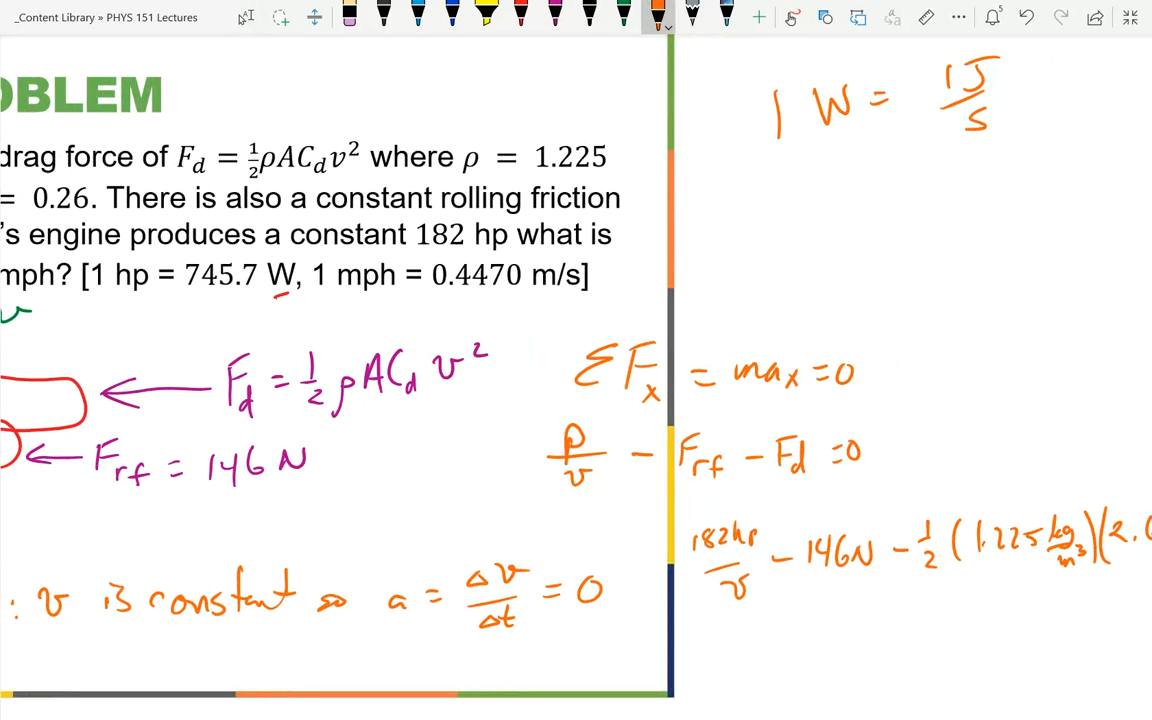 _Content Library » PHYS 151 Lectures
OBLEM
drag force of F_d = ½ρAC_dv² where ρ = 1.225
= 0.26. There is also a constant rolling friction
's engine produces a constant 182 hp what is
mph? [1 hp = 745.7 W, 1 mph = 0.4470 m/s]
1 W = 1J/s
v
F_d = 1/2 ρAC_d v²
F_rf = 146 N
ΣF_x = ma_x = 0
P/v - F_rf - F_d = 0
182hp/v - 146N - 1/2 (1.225 kg/m³)(2.
: v is constant so a = Δv/Δt = 0